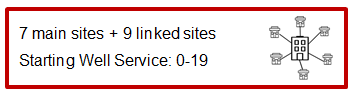 7 main sites + 9 linked sites
Starting Well Service: 0-19